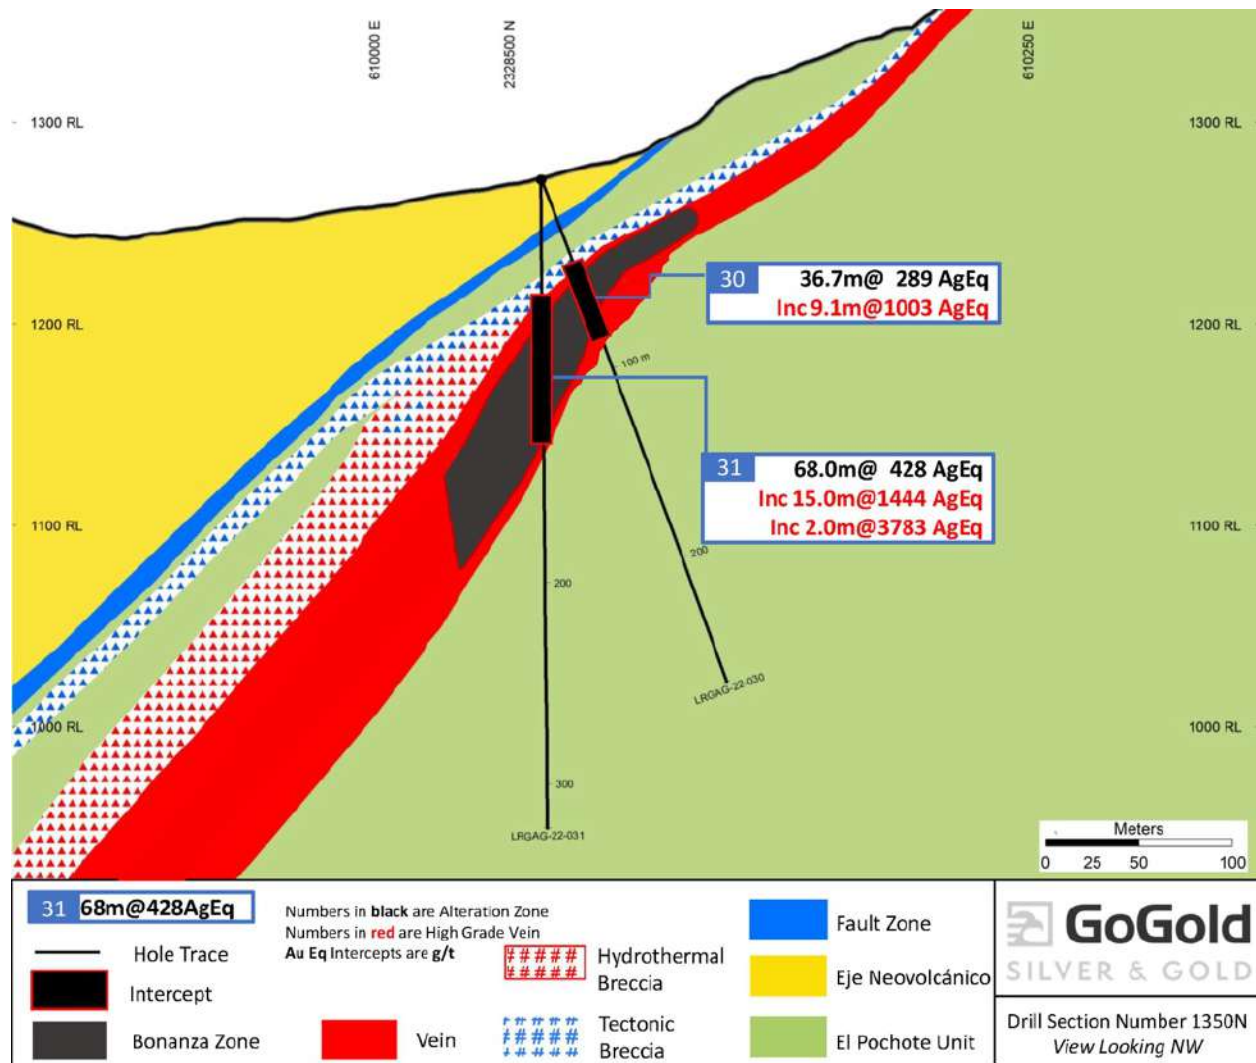 610000 E
2328500 N
610250 E
1300 RL
1300 RL
30 36.7m@ 289 AgEq
Inc 9.1m@1003 AgEq
1200 RL
1200 RL
100 m
31 68.0m@ 428 AgEq
Inc 15.0m@1444 AgEq
Inc 2.0m@3783 AgEq
1100 RL
1100 RL
200
200
LRGAG-22-030
1000 RL
1000 RL
300
LRGAG-22-031
Meters
0 25 50 100
31 68m@428AgEq
Hole Trace
Intercept
Bonanza Zone
Numbers in black are Alteration Zone
Numbers in red are High Grade Vein
Au Eq Intercepts are g/t
Vein
Hydrothermal
Breccia
Tectonic
Breccia
Fault Zone
Eje Neovolcánico
El Pochote Unit
GoGold
SILVER & GOLD
Drill Section Number 1350N
View Looking NW